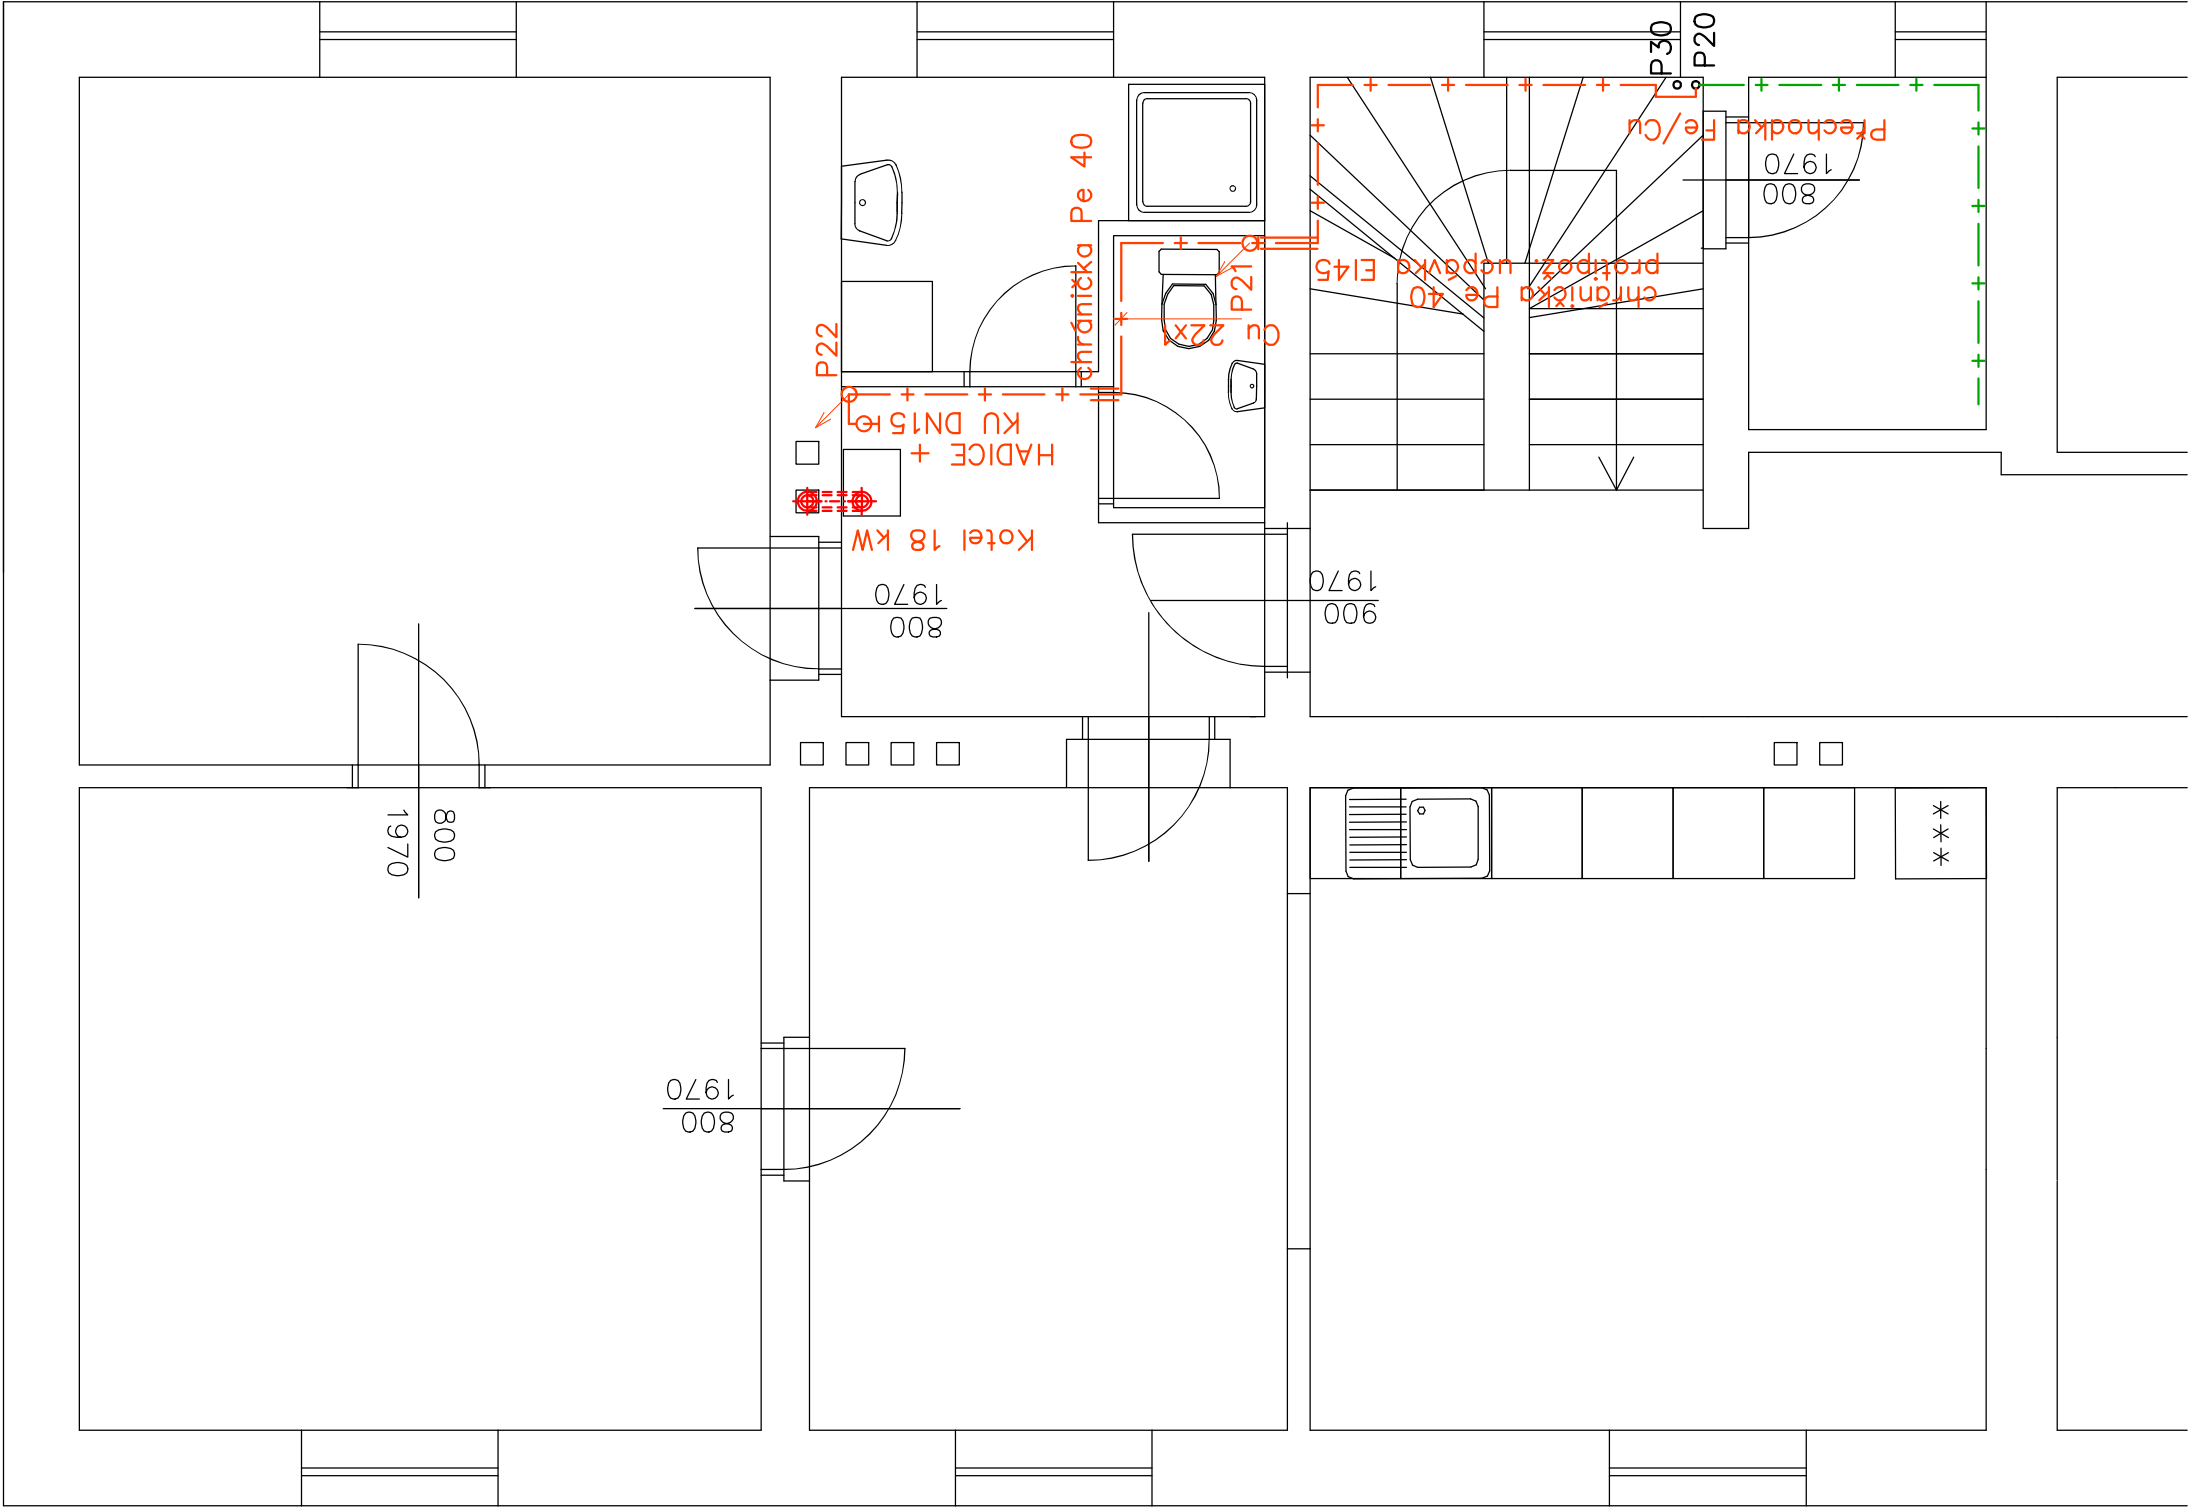 P30
P20
Přechodka Fe/Cu
800
1970
chránička Pe 40
chránička Pe 40
protipož. ucpávka EI45
P21
Cu 22x1
P22
HADICE +
KU DN15
Kotel 18 kW
800
1970
900
1970
800
1970
***
800
1970